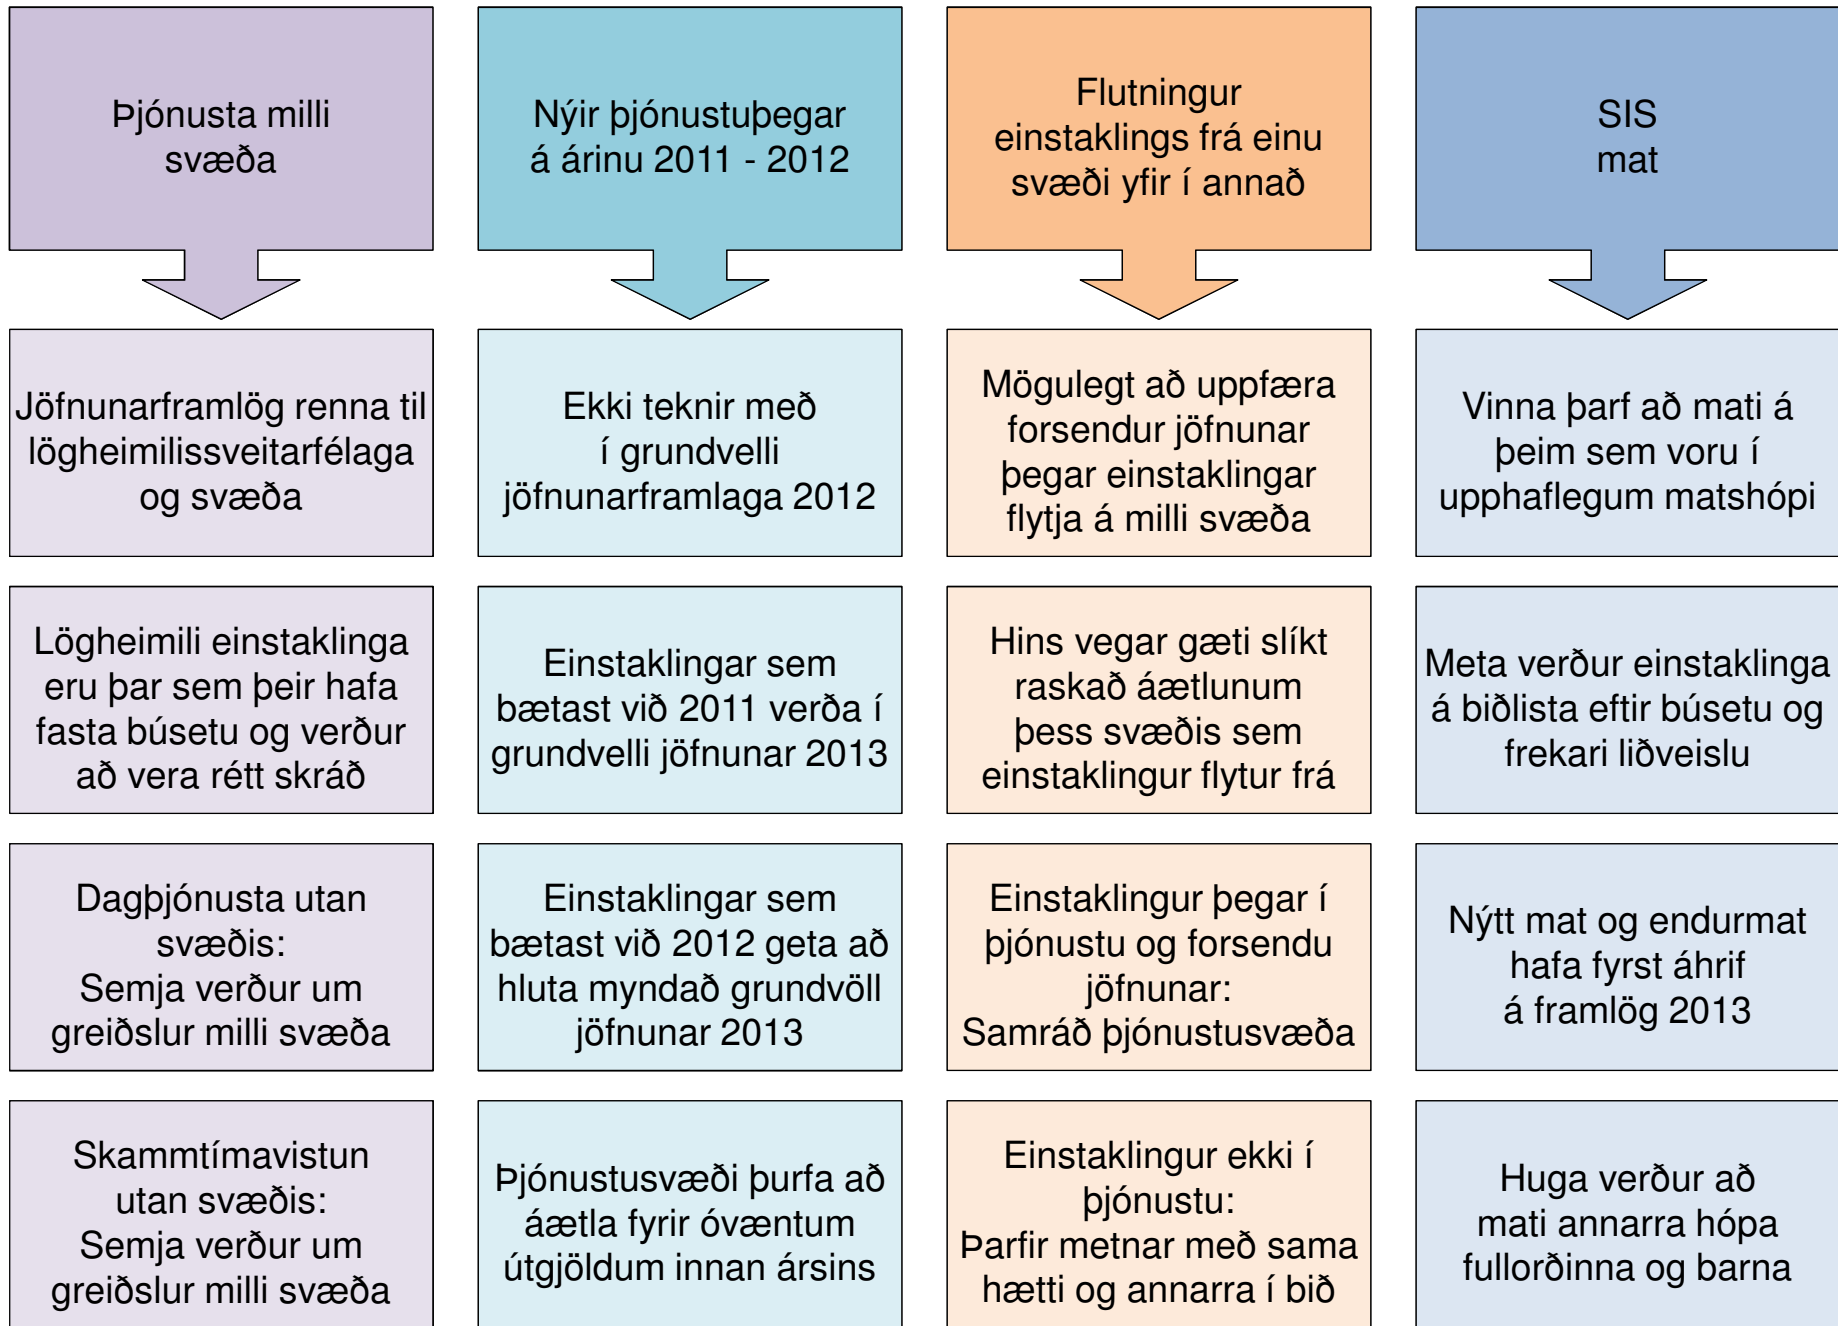 Þjónusta milli
svæða
Jöfnunarframlög renna til
lögheimilissveitarfélaga
og svæða
Lögheimili einstaklinga
eru þar sem þeir hafa
fasta búsetu og verður
að vera rétt skráð
Dagþjónusta utan
svæðis:
Semja verður um
greiðslur milli svæða
Skammtímavistun
utan svæðis:
Semja verður um
greiðslur milli svæða
Nýir þjónustuþegar
á árinu 2011 - 2012
Ekki teknir með
í grundvelli
jöfnunarframlaga 2012
Einstaklingar sem
bætast við 2011 verða í
grundvelli jöfnunar 2013
Einstaklingar sem
bætast við 2012 geta að
hluta myndað grundvöll
jöfnunar 2013
Þjónustusvæði þurfa að
áætla fyrir óvæntum
útgjöldum innan ársins
Flutningur
einstaklings frá einu
svæði yfir í annað
Mögulegt að uppfæra
forsendur jöfnunar
þegar einstaklingar
flytja á milli svæða
Hins vegar gæti slíkt
raskað áætlunum
þess svæðis sem
einstaklingur flytur frá
Einstaklingur þegar í
þjónustu og forsendu
jöfnunar:
Samráð þjónustusvæða
Einstaklingur ekki í
þjónustu:
Þarfir metnar með sama
hætti og annarra í bið
SIS
mat
Vinna þarf að mati á
þeim sem voru í
upphaflegum matshópi
Meta verður einstaklinga
á biðlista eftir búsetu og
frekari liðveislu
Nýtt mat og endurmat
hafa fyrst áhrif
á framlög 2013
Huga verður að
mati annarra hópa
fullorðinna og barna